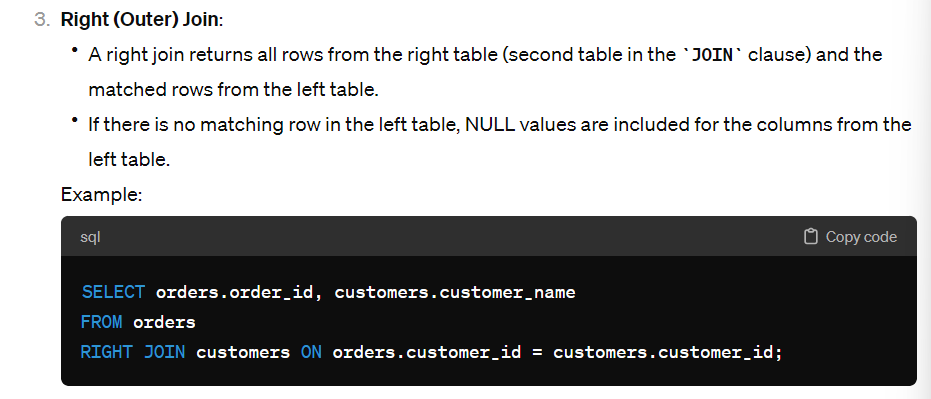 3. Right (Outer) Join:
• A right join returns all rows from the right table (second table in the `JOIN` clause) and the
matched rows from the left table.
• If there is no matching row in the left table, NULL values are included for the columns from the
left table.
Example:
sql Copy code
SELECT orders.order_id, customers.customer_name
FROM orders
RIGHT JOIN customers ON orders.customer_id = customers.customer_id;